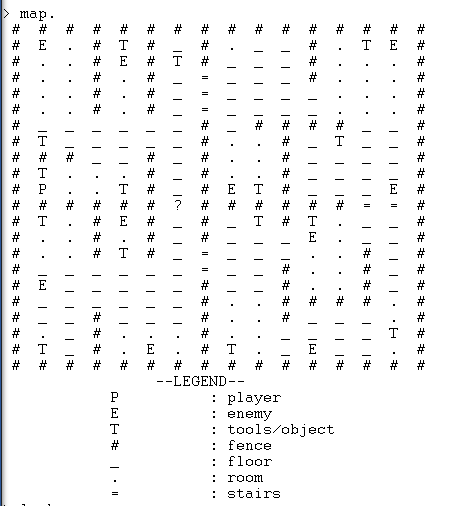 > map.
# # # # # # # # # # # # # # # #
# E . # T # _ # . _ _ # . T E #
# . . # E # T # _ _ _ # . . . #
# . . # . # _ = _ _ _ # . . . #
# . . # . # _ = _ _ _ _ . . . #
# . . # . # _ = _ _ _ _ . . . #
# _ _ _ _ _ _ # _ # # # # _ _ #
# T _ _ _ _ _ # . . # _ T _ _ #
# # # _ _ # _ # . . # _ _ _ _ #
# T . . . # _ # . . # _ _ _ _ #
# P . . T # _ # E T # _ _ _ E #
# # # # # # ? # # # # # # = = #
# T . # E # _ # _ T # T . _ _ #
# . . # . # _ # _ _ _ E . _ _ #
# . . # T # _ = _ _ _ . . # _ #
# _ _ _ _ _ _ = _ _ # . . # _ #
# E _ _ _ _ _ # _ _ # . . # _ #
# _ _ _ _ _ _ # . . # # # # . #
# _ _ # _ _ _ # . . # _ _ _ . #
# . _ # . . . # . . _ _ _ _ T #
# T _ # . E . # T . _ E _ _ . #
# # # # # # # # # # # # # # # #
--LEGEND--
P : player
E : enemy
T : tools/object
# : fence
_ : floor
. : room
= : stairs